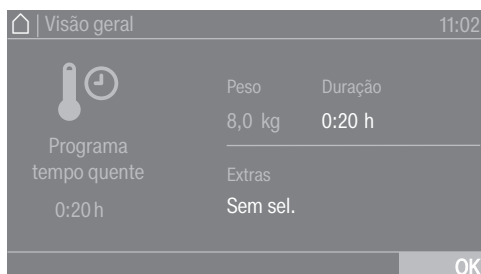 | Visão geral 11:02
Programa
tempo quente
0:20 h
Peso Duração
8,0 kg 0:20 h
Extras
Sem sel.
OK